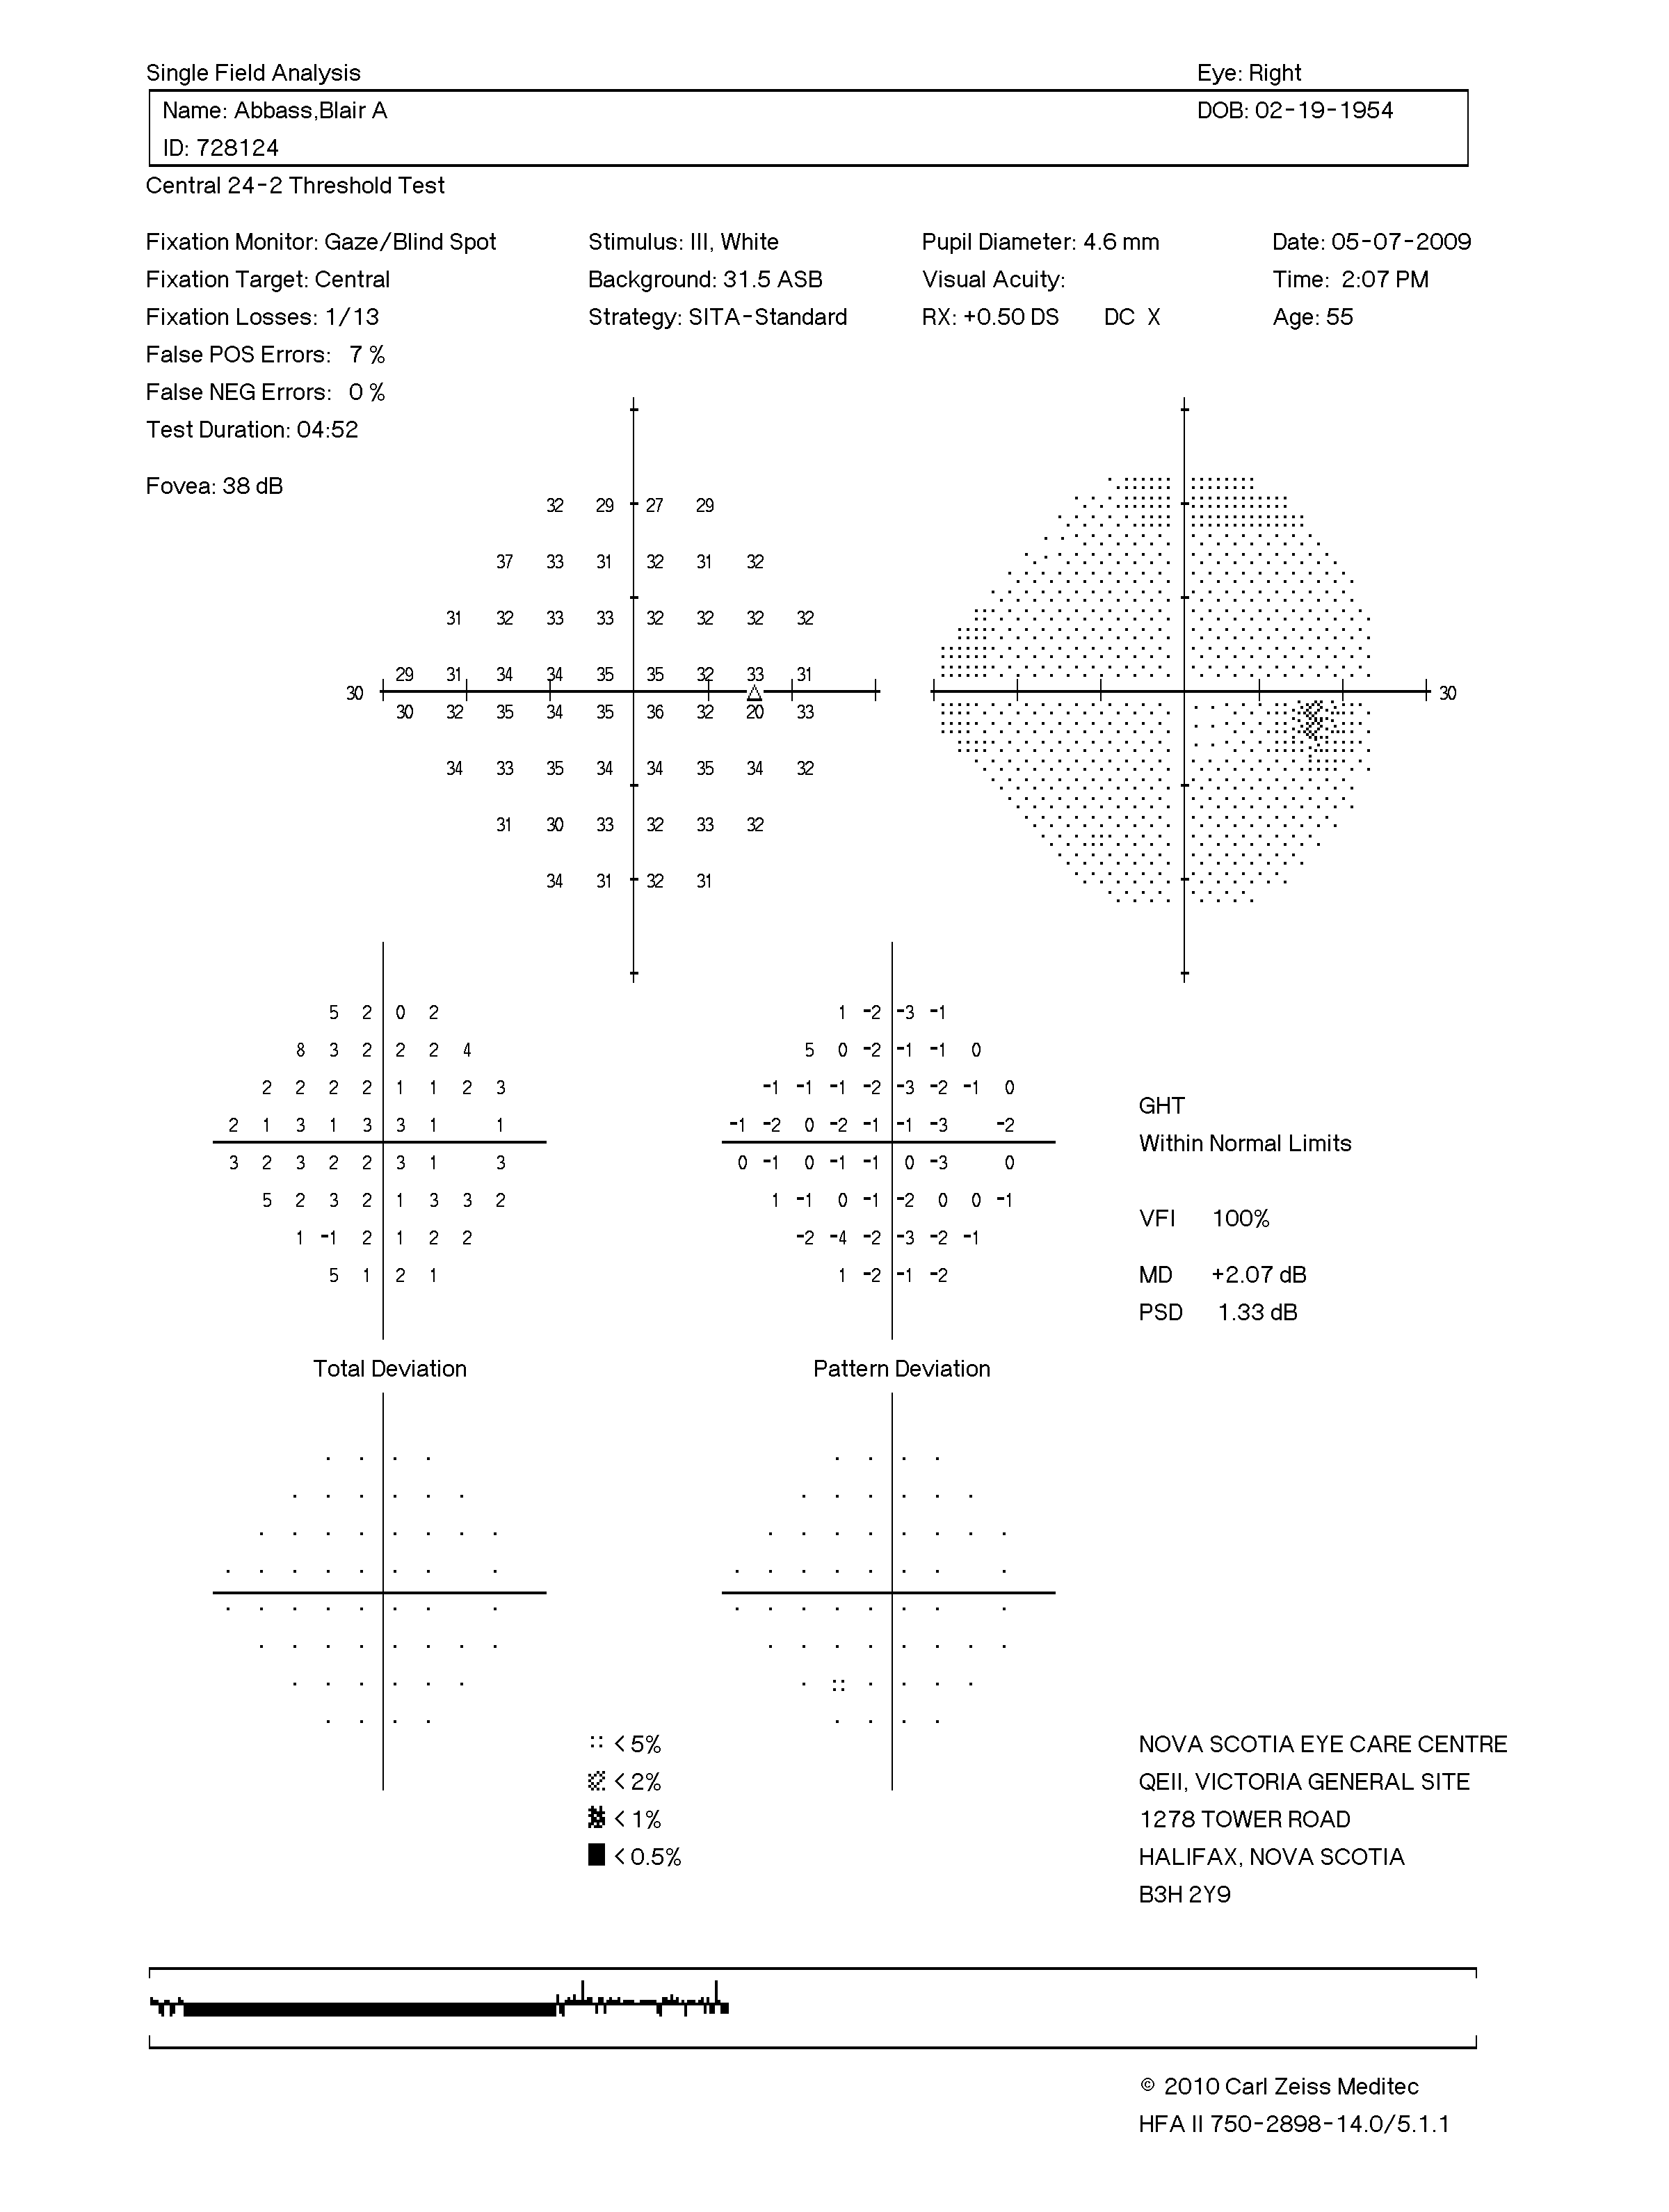 Single Field Analysis Eye: Right
Name: Abbass,Blair A DOB: 02-19-1954
ID: 728124
Central 24-2 Threshold Test
Fixation Monitor: Gaze/Blind Spot Stimulus: III, White Pupil Diameter: 4.6 mm Date: 05-07-2009
Fixation Target: Central Background: 31.5 ASB Visual Acuity: Time: 2:07 PM
Fixation Losses: 1/13 Strategy: SITA-Standard RX: +0.50 DS DC X Age: 55
False POS Errors: 7 %
False NEG Errors: 0 %
Test Duration: 04:52
Fovea: 38 dB
32 29 27 29
37 33 31 32 31 32
31 32 33 33 32 32 32 32
29 31 34 34 35 35 32 33 31
30 30
30 32 35 34 35 36 32 20 33
34 33 35 34 34 35 34 32
31 30 33 32 33 32
34 31 32 31
5 2 0 2 1 -2 -3 -1
8 3 2 2 2 4 5 0 -2 -1 -1 0
2 2 2 2 1 1 2 3 -1 -1 -1 -2 -3 -2 -1 0
GHT
2 1 3 1 3 3 1 1 -1 -2 0 -2 -1 -1 -3 -2
Within Normal Limits
3 2 3 2 2 3 1 3 0 -1 0 -1 -1 0 -3 0
5 2 3 2 1 3 3 2 1 -1 0 -1 -2 0 0 -1
VFI 100%
1 -1 2 1 2 2 -2 -4 -2 -3 -2 -1
5 1 2 1 1 -2 -1 -2
MD +2.07 dB
PSD 1.33 dB
Total Deviation Pattern Deviation
< 5%
< 2%
< 1%
< 0.5%
NOVA SCOTIA EYE CARE CENTRE
QEII, VICTORIA GENERAL SITE
1278 TOWER ROAD
HALIFAX, NOVA SCOTIA
B3H 2Y9
© 2010 Carl Zeiss Meditec
HFA II 750-2898-14.0/5.1.1